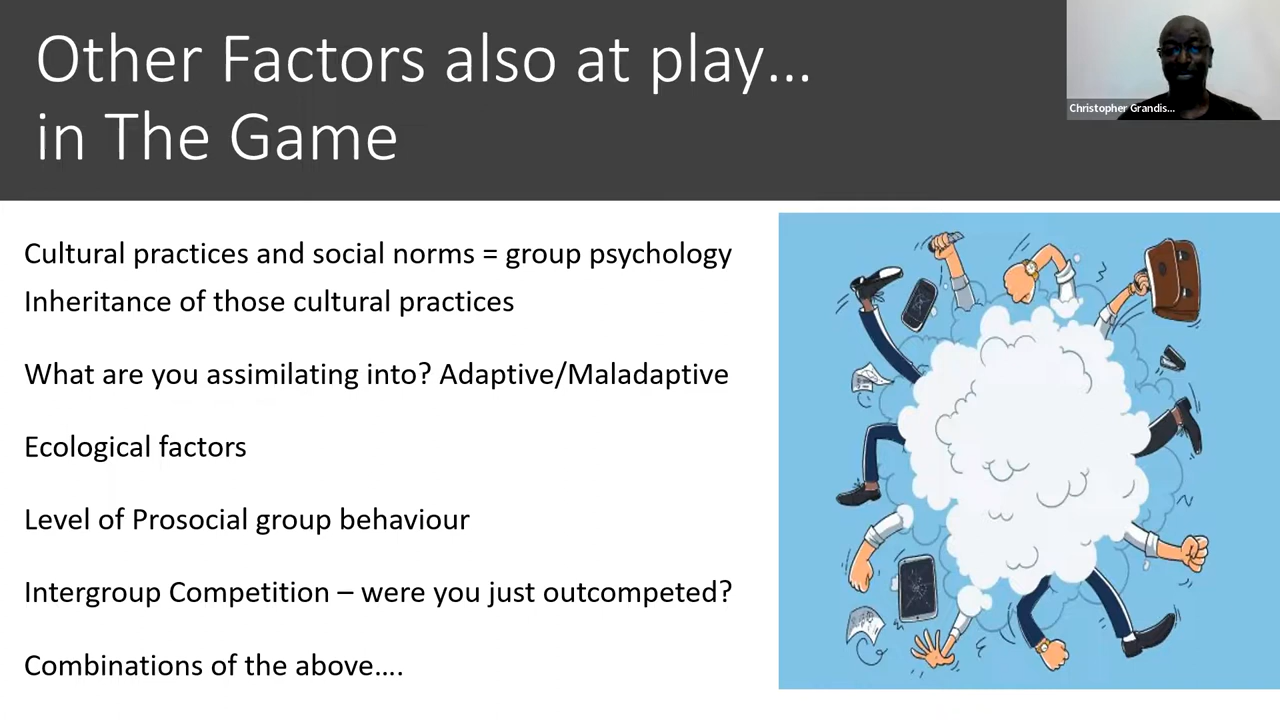 Other Factors also at play...
in The Game
Christopher Grandis...
Cultural practices and social norms = group psychology
Inheritance of those cultural practices
What are you assimilating into? Adaptive/Maladaptive
Ecological factors
Level of Prosocial group behaviour
Intergroup Competition – were you just outcompeted?
Combinations of the above....